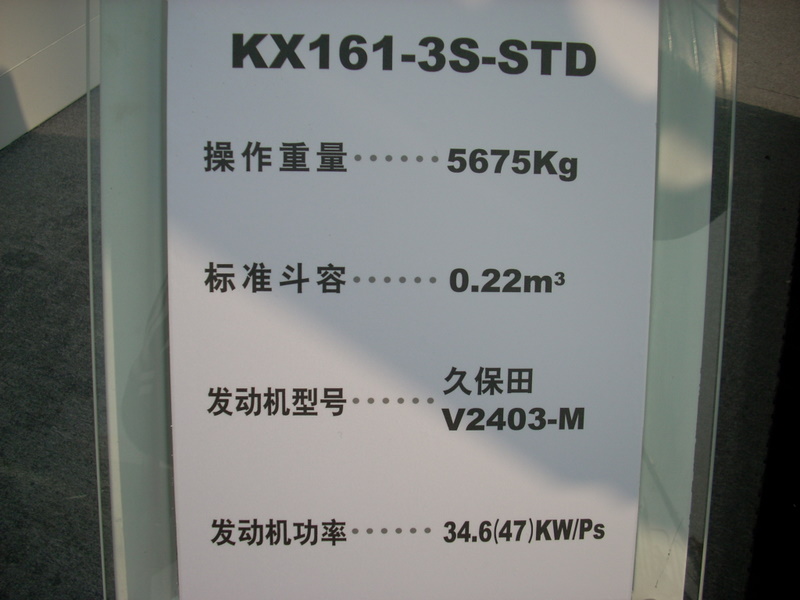 KX161-3S-STD
操作重量······5675Kg
标准斗容······0.22m³
发动机型号······久保田
V2403-M
发动机功率······34.6(47)KW/Ps